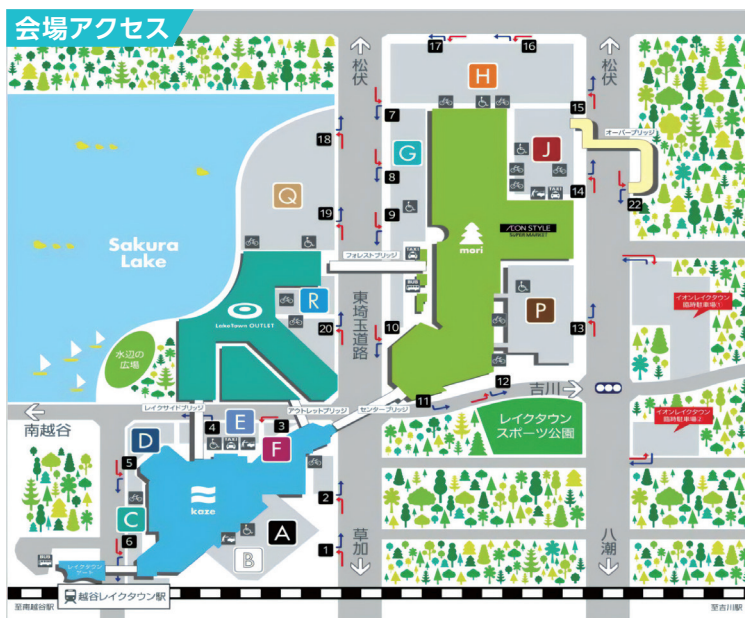 会場アクセス
松伏
松伏
17
16
H
15
オーバーブリッジ
7
18
G
J
8
14
22
Q
19
9
AEON STYLE
SUPERMARKET
mori
Sakura
Lake
TAXI
フォレストブリッジ
BUS
イオンレイクタウン
臨時駐車場①
R
LakeTown OUTLET
東埼玉道路
P
20
10
13
水辺の
広場
12
吉川
11
レイクサイドブリッジ
アウトレットブリッジ
センターブリッジ
南越谷
4
E
3
TAXI
レイクタウン
スポーツ公園
イオンレイクタウン
臨時駐車場②
D
F
5
kaze
2
C
A
草加
八潮
6
B
1
BUS
レイクタウン
ゲート
越谷レイクタウン駅
至南越谷駅
至吉川駅